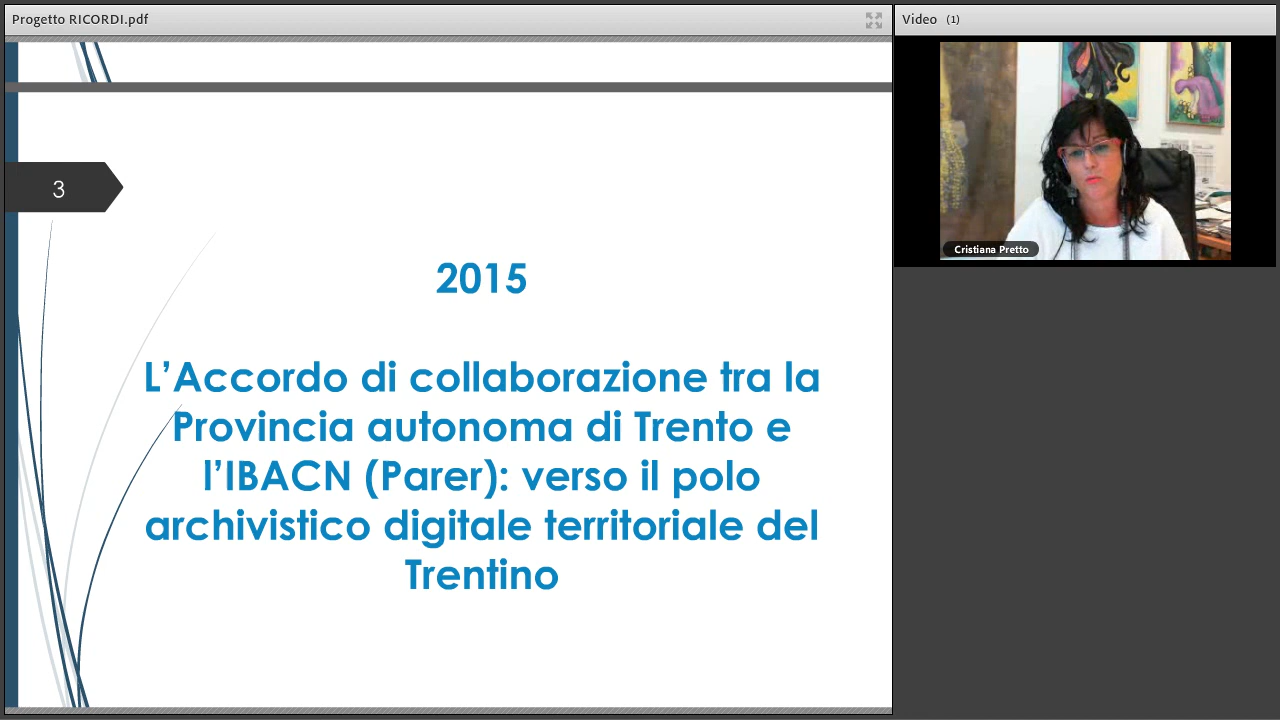 Progetto RICORDI.pdf
Video (1)
Cristiana Pretto
3
2015
L’Accordo di collaborazione tra la
Provincia autonoma di Trento e
l’IBACN (Parer): verso il polo
archivistico digitale territoriale del
Trentino